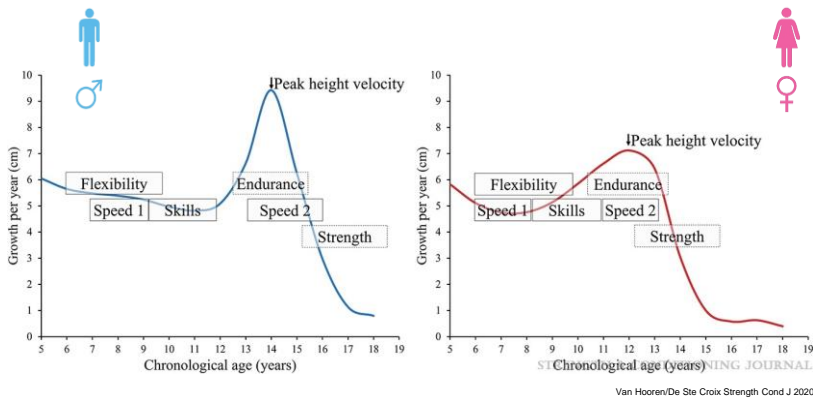 10
9
8
7
6
5
4
3
2
1
0
Growth per year (cm)
Peak height velocity
Flexibility
Endurance
Speed 1
Skills
Speed 2
Strength
5 6 7 8 9 10 11 12 13 14 15 16 17 18 19
Chronological age (years)
10
9
8
7
6
5
4
3
2
1
0
Growth per year (cm)
Peak height velocity
Flexibility
Endurance
Speed 1
Skills
Speed 2
Strength
5 6 7 8 9 10 11 12 13 14 15 16 17 18 19
Chronological age (years)
CONDITIONING JOURNAL
Van Hooren/De Ste Croix Strength Cond J 2020